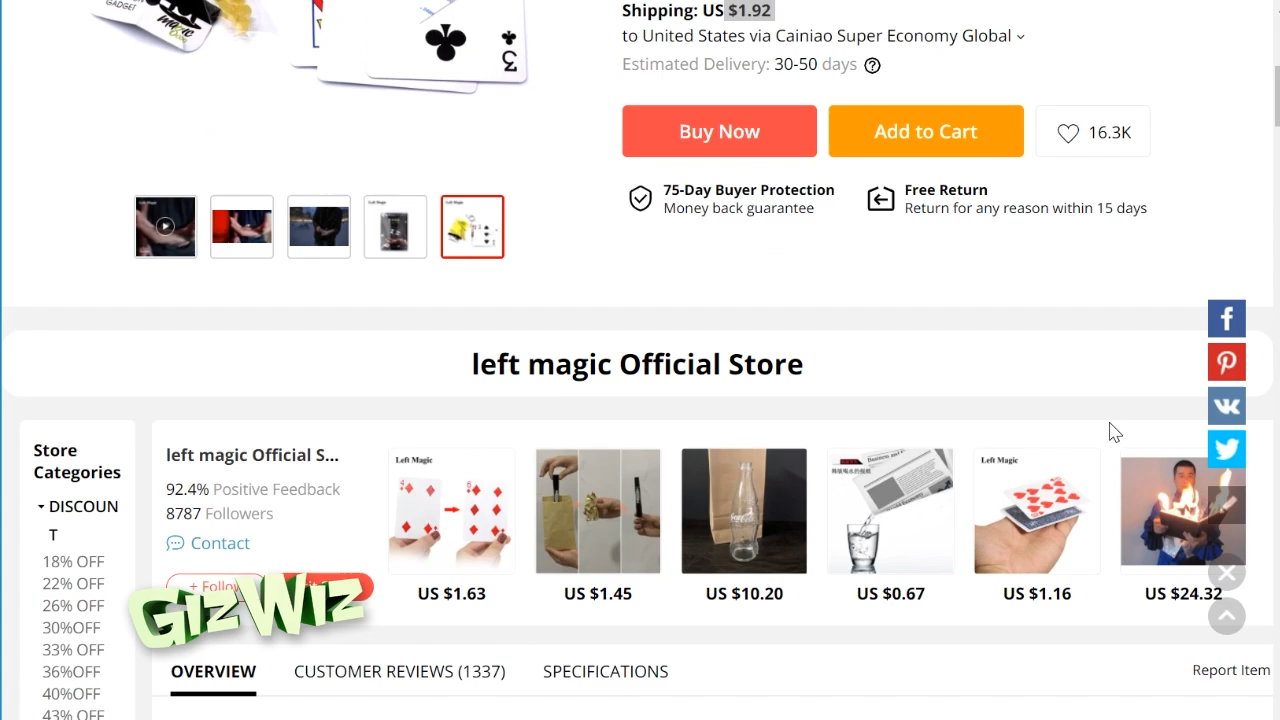 GADGET
magic
3
Shipping: US $1.92
to United States via Cainiao Super Economy Global
Estimated Delivery: 30-50 days
Buy Now
Add to Cart
16.3K
75-Day Buyer Protection
Money back guarantee
Free Return
Return for any reason within 15 days
left magic Official Store
Store
Categories
DISCOUN
T
18% OFF
22% OFF
26% OFF
30%OFF
33% OFF
36%OFF
40%OFF
43% OFF
left magic Official S...
92.4% Positive Feedback
8787 Followers
Contact
+ Follow
GizWiz
Left Magic
Left Magic
US $1.63
US $1.45
US $10.20
US $0.67
US $1.16
US $24.32
OVERVIEW
CUSTOMER REVIEWS (1337)
SPECIFICATIONS
Report Item